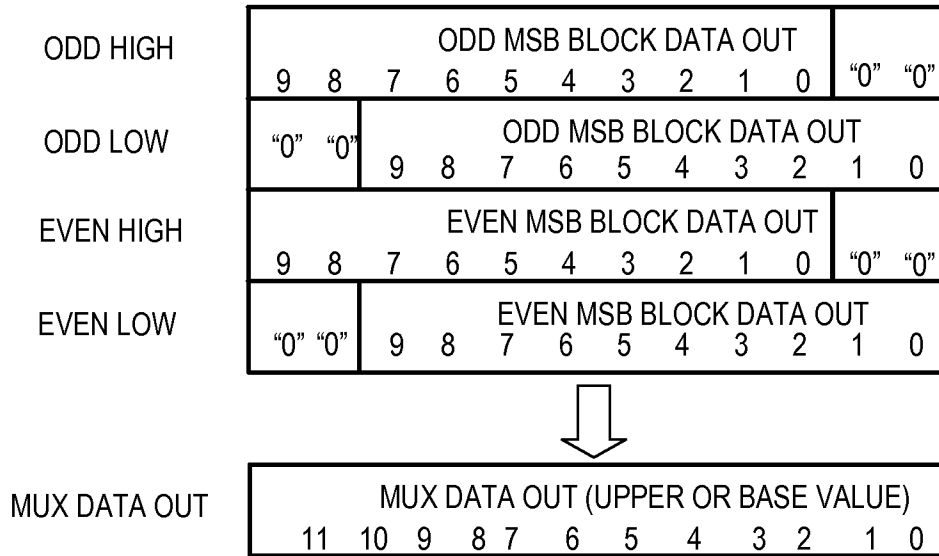 ODD HIGH
ODD MSB BLOCK DATA OUT
9 8 7 6 5 4 3 2 1 0 “0” “0”
ODD LOW
ODD MSB BLOCK DATA OUT
“0” “0” 9 8 7 6 5 4 3 2 1 0
EVEN HIGH
EVEN MSB BLOCK DATA OUT
9 8 7 6 5 4 3 2 1 0 “0” “0”
EVEN LOW
EVEN MSB BLOCK DATA OUT
“0” “0” 9 8 7 6 5 4 3 2 1 0
MUX DATA OUT
MUX DATA OUT (UPPER OR BASE VALUE)
11 10 9 8 7 6 5 4 3 2 1 0